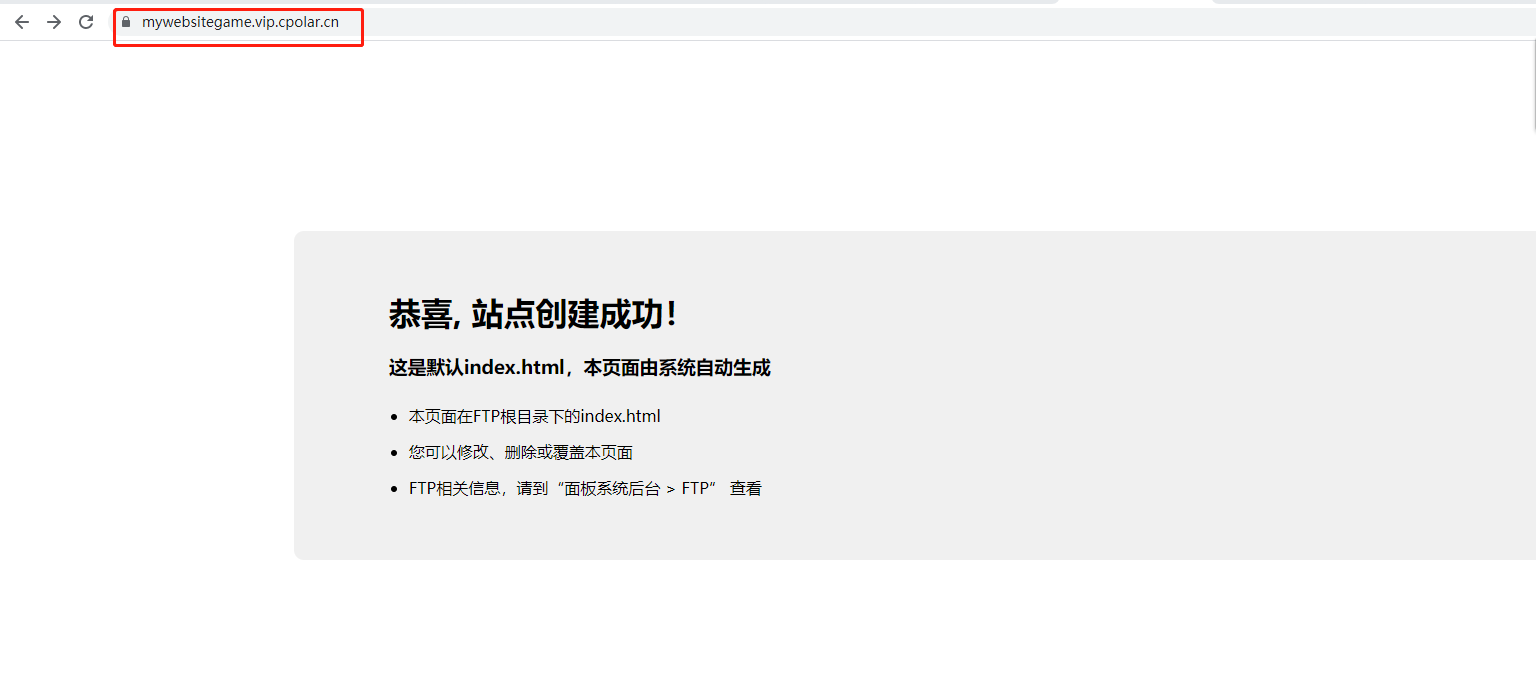 mywebsitegame.vip.cpolar.cn
恭喜, 站点创建成功！
这是默认index.html，本页面由系统自动生成
本页面在FTP根目录下的index.html
您可以修改、删除或覆盖本页面
FTP相关信息，请到“面板系统后台 > FTP” 查看